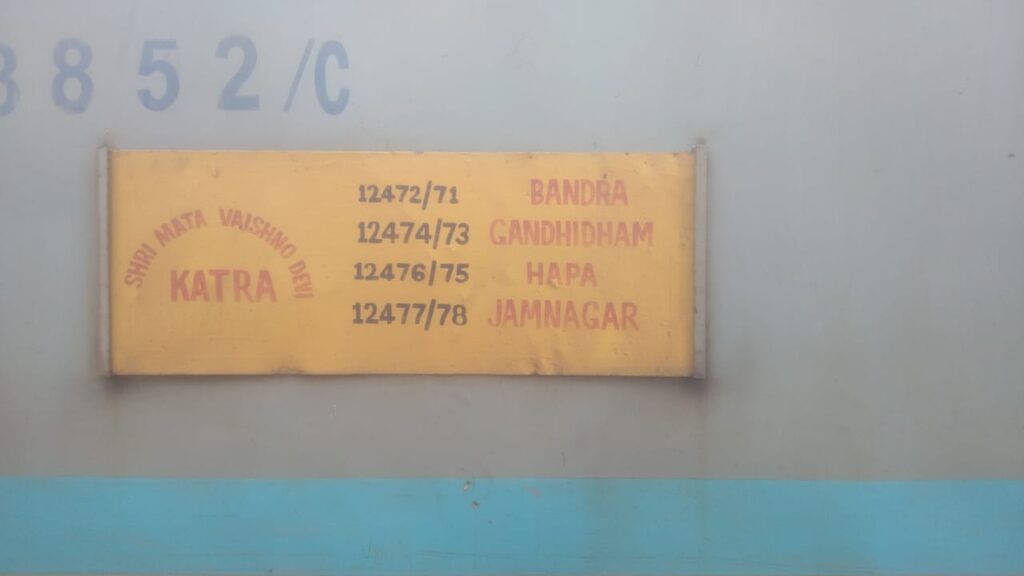 8852/C
SHRI MATA VAISHNO DEVI
KATRA
12472/71 BANDRA
12474/73 GANDHIDHAM
12476/75 HAPA
12477/78 JAMNAGAR